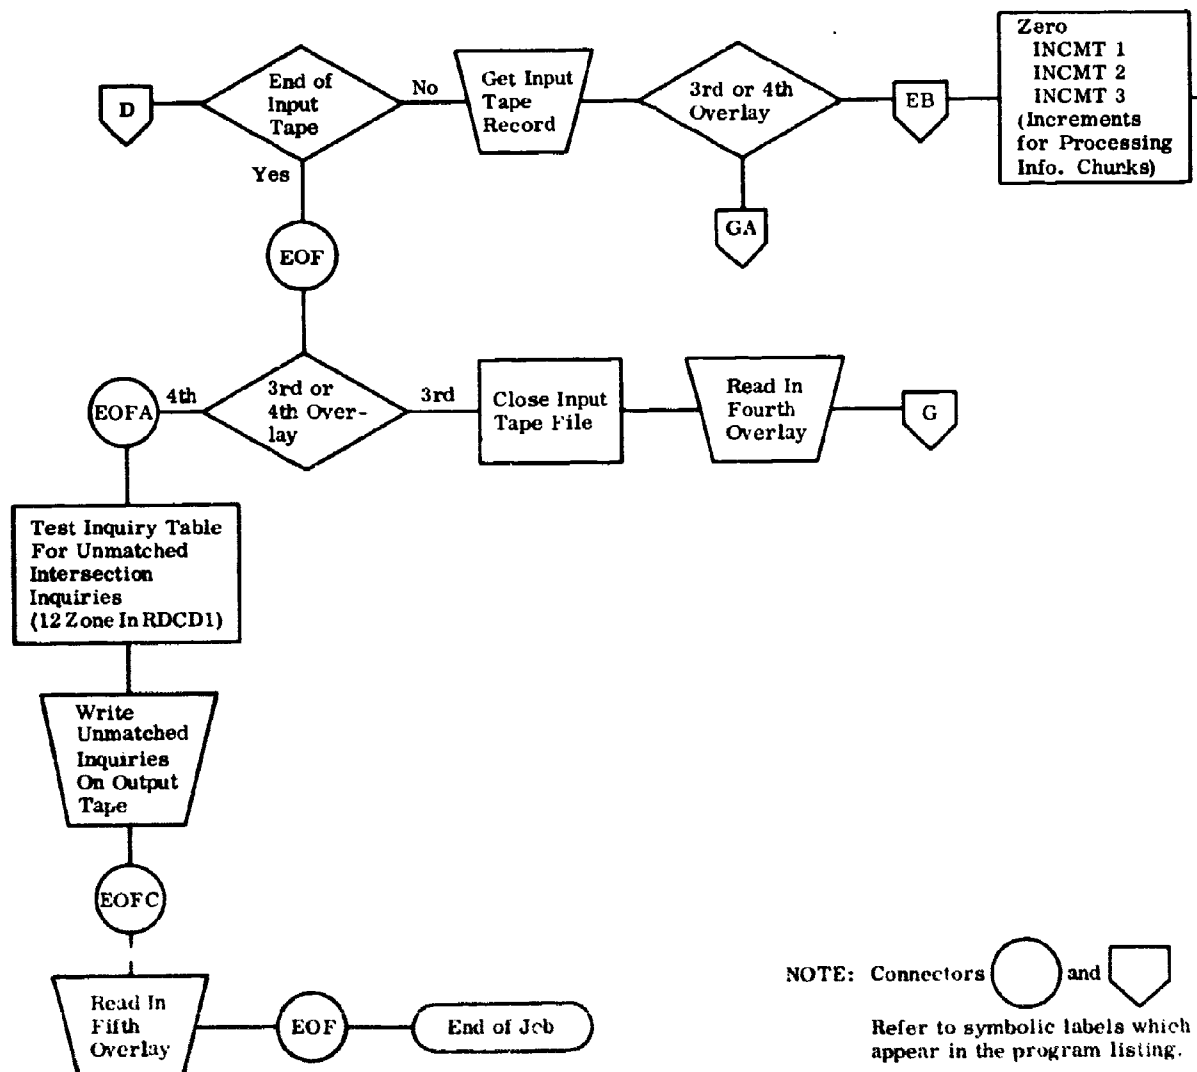 D
End of
Input
Tape
No
Yes
Get Input
Tape
Record
3rd or 4th
Overlay
GA
EB
Zero
INCMT 1
INCMT 2
INCMT 3
(Increments
for Processing
Info. Chunks)
EOF
3rd or
4th Over-
lay
4th
3rd
EOFA
Close Input
Tape File
Read In
Fourth
Overlay
G
Test Inquiry Table
For Unmatched
Intersection
Inquiries
(12 Zone In RDCD1)
Write
Unmatched
Inquiries
On Output
Tape
EOFC
Read In
Fifth
Overlay
EOF
End of Job
NOTE: Connectors and
Refer to symbolic labels which
appear in the program listing.